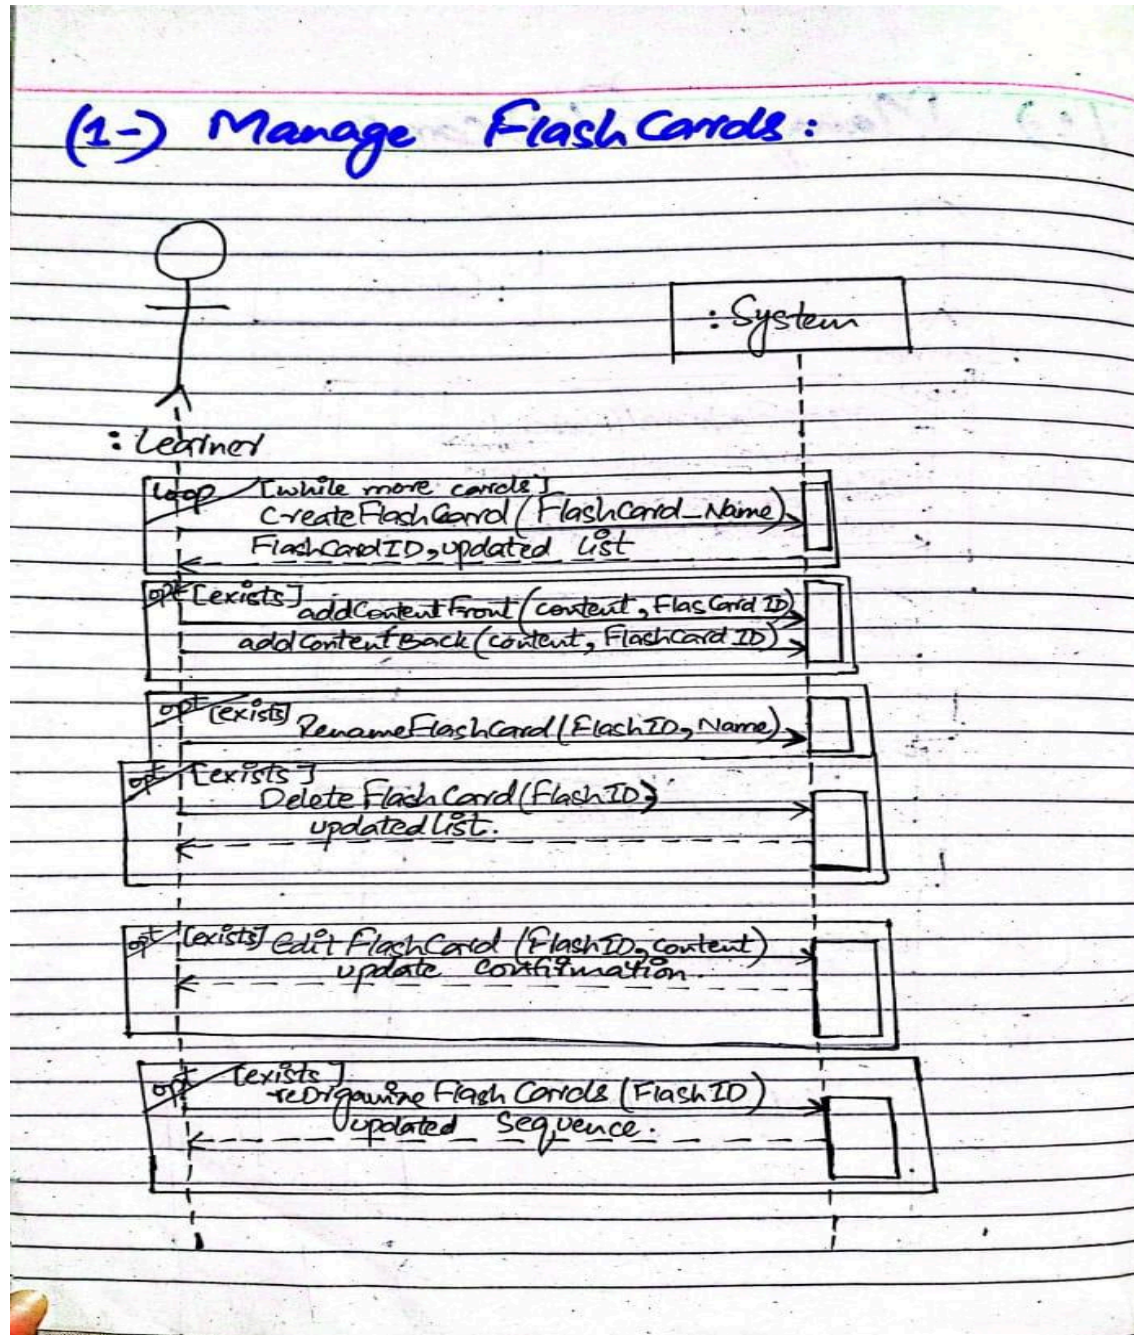 (1-) Manage FlashCards:
: System
: Learner
loop [while more cards]
createFlashCard(FlashCard_Name)
FlashCardID, updated list
opt [exists]
addContentFront(content, FlasCard ID)
addContentBack(content, FlashCard ID)
opt [exists]
RenameFlashCard(FlashID, Name)
opt [exists]
Delete FlashCard(FlashID)
updated list.
opt [exists] Edit FlashCard (FlashID, content)
update confirmation.
opt [exists]
reOrganize Flash Cards (FlashID)
updated Sequence.